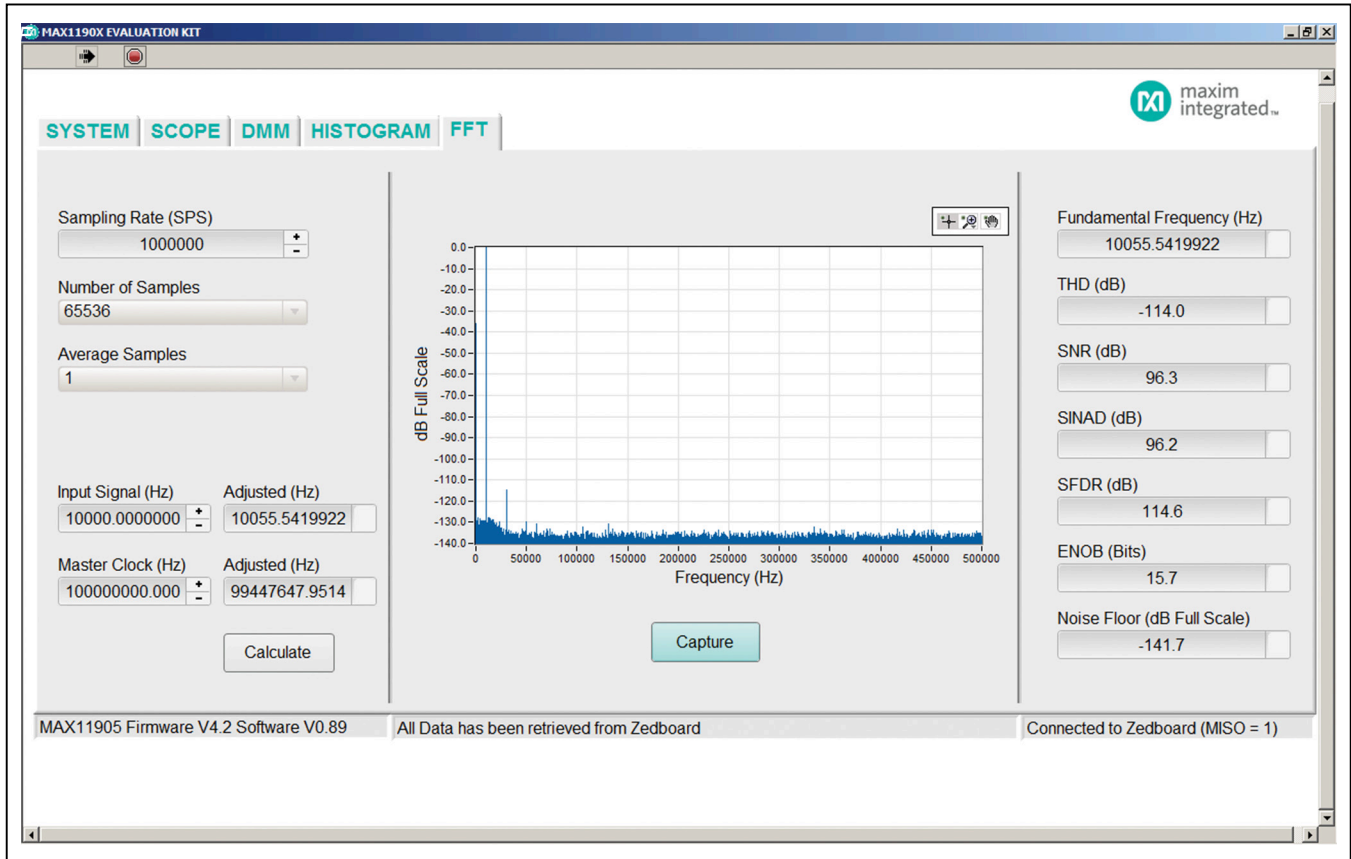 MAX1190X EVALUATION KIT
maxim
integrated™
SYSTEM SCOPE DMM HISTOGRAM FFT
Sampling Rate (SPS)
1000000
Number of Samples
65536
Average Samples
1
Input Signal (Hz) Adjusted (Hz)
10000.0000000 10055.5419922
Master Clock (Hz) Adjusted (Hz)
100000000.000 99447647.9514
Calculate
dB Full Scale
0.0
-10.0
-20.0
-30.0
-40.0
-50.0
-60.0
-70.0
-80.0
-90.0
-100.0
-110.0
-120.0
-130.0
-140.0
0 50000 100000 150000 200000 250000 300000 350000 400000 450000 500000
Frequency (Hz)
Capture
Fundamental Frequency (Hz)
10055.5419922
THD (dB)
-114.0
SNR (dB)
96.3
SINAD (dB)
96.2
SFDR (dB)
114.6
ENOB (Bits)
15.7
Noise Floor (dB Full Scale)
-141.7
MAX11905 Firmware V4.2 Software V0.89
All Data has been retrieved from Zedboard
Connected to Zedboard (MISO = 1)